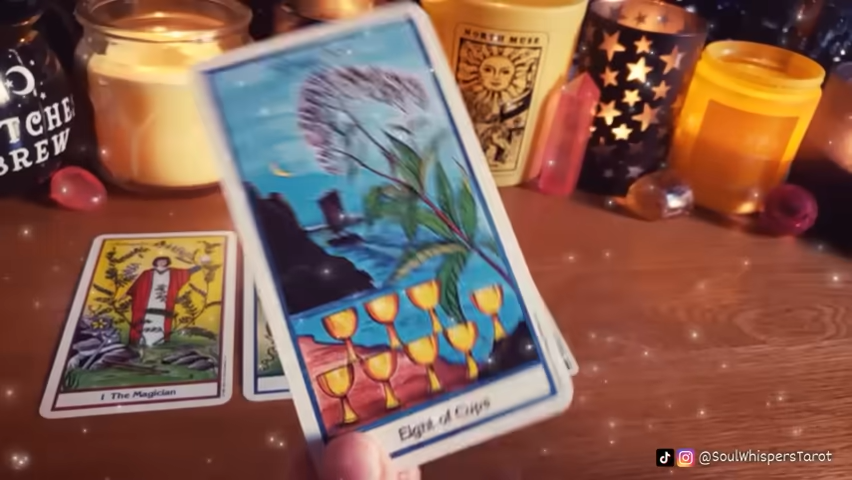 TCHES
BREW
NORTH MUSE
I The Magician
Eight of Cups
@SoulWhispersTarot